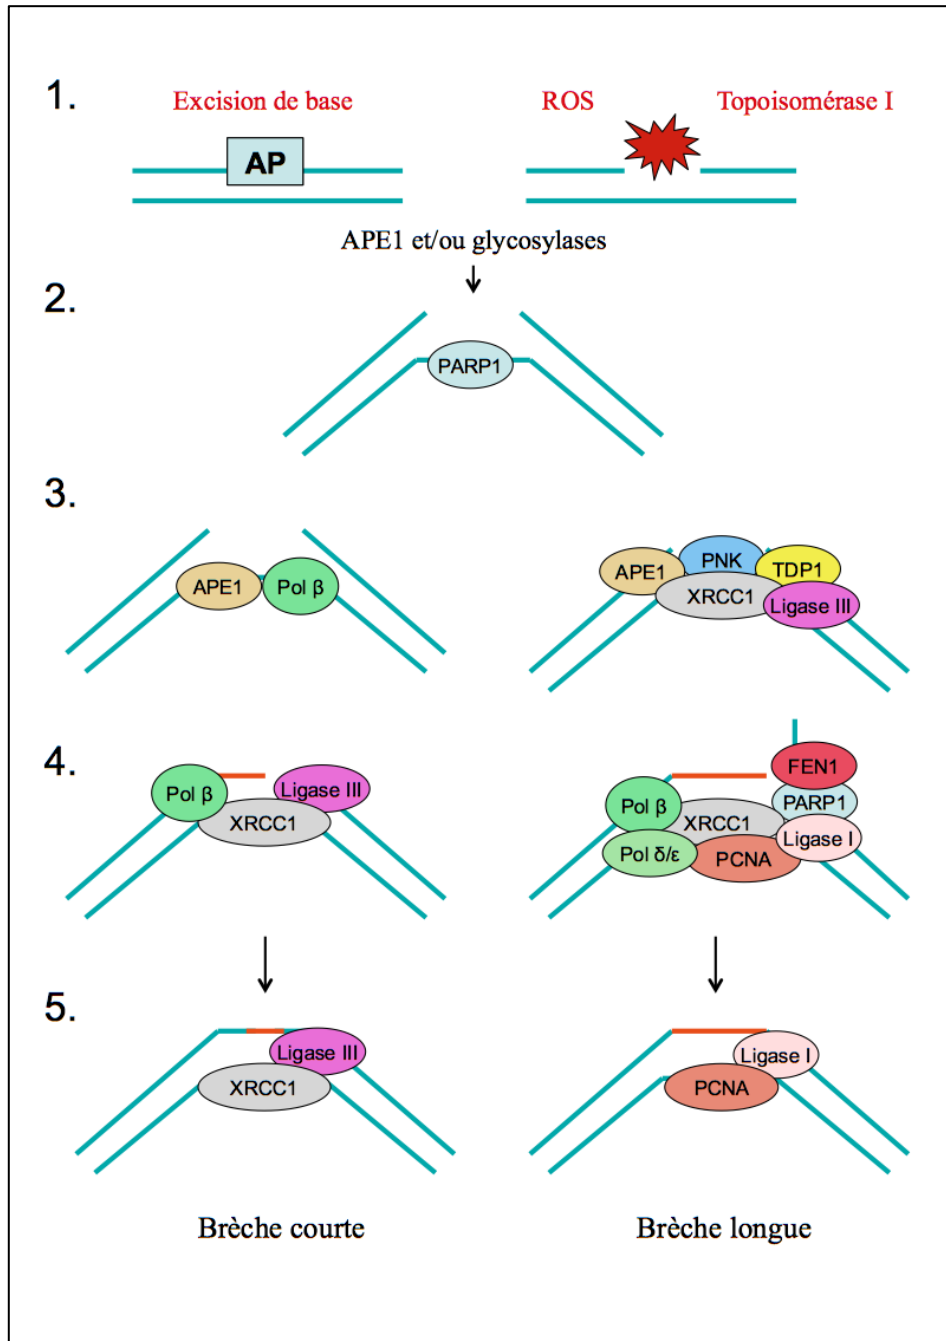 1.
Excision de base
ROS
Topoisomérase I
AP
APE1 et/ou glycosylases
2.
PARP1
3.
APE1
Pol β
APE1
PNK
TDP1
XRCC1
Ligase III
4.
Pol β
Ligase III
XRCC1
FEN1
Pol β
PARP1
XRCC1
Ligase I
Pol δ/ε
PCNA
5.
Ligase III
XRCC1
Ligase I
PCNA
Brèche courte
Brèche longue